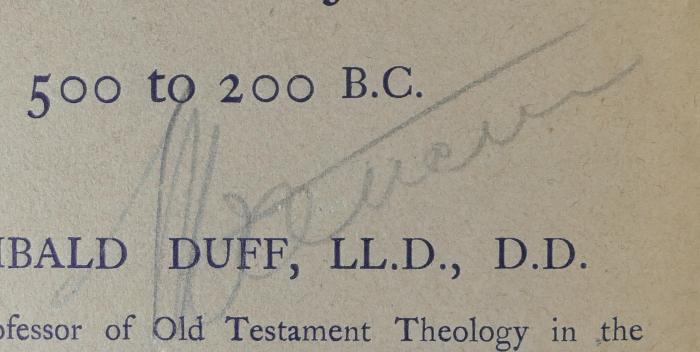 500 to 200 B.C.
IBALD DUFF, LL.D., D.D.
ofessor of Old Testament Theology in the